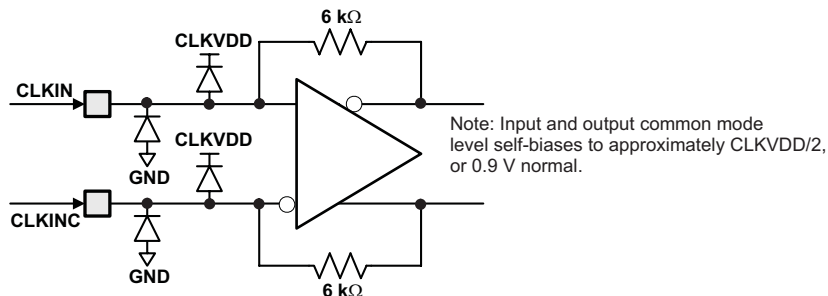 6 kΩ
CLKVDD
CLKIN
CLKVDD
GND
Note: Input and output common mode
level self-biases to approximately CLKVDD/2,
or 0.9 V normal.
CLKINC
GND
6 kΩ